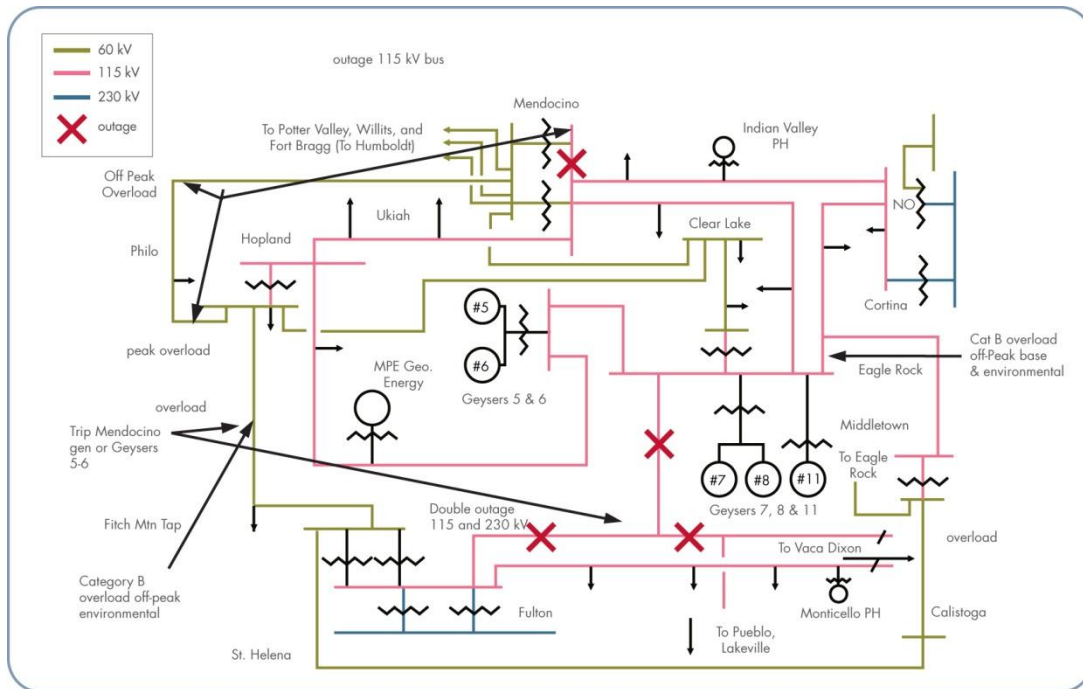 60 kV
115 kV
230 kV
outage
outage 115 kV bus
Mendocino
To Potter Valley, Willits, and
Fort Bragg (To Humboldt)
Indian Valley
PH
Off Peak
Overload
Ukiah
Clear Lake
NO
Philo
Hopland
Cortina
#5
#6
Geysers 5 & 6
peak overload
MPE Geo.
Energy
Cat B overload
off-Peak base
& environmental
Eagle Rock
overload
Trip Mendocino
gen or Geysers
5-6
Middletown
To Eagle
Rock
#7
#8
#11
Geysers 7, 8 & 11
Fitch Mtn Tap
Double outage
115 and 230 kV
overload
To Vaca Dixon
Category B
overload off-peak
environmental
Fulton
Monticello PH
Calistoga
To Pueblo,
Lakeville
St. Helena